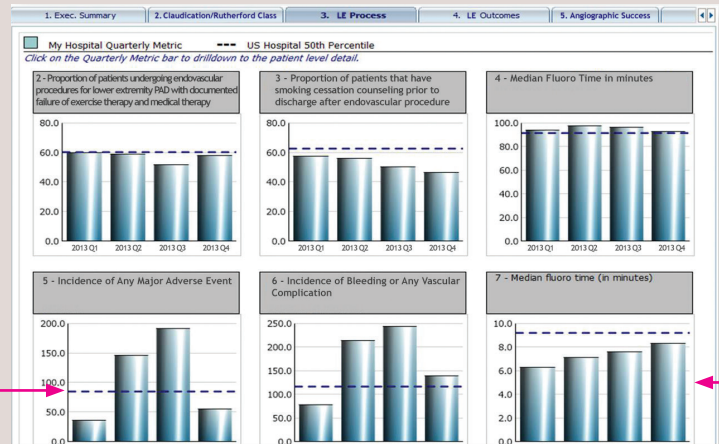 1. Exec. Summary
2. Claudication/Rutherford Class
3. LE Process
4. LE Outcomes
5. Angiographic Success
My Hospital Quarterly Metric
US Hospital 50th Percentile
Click on the Quarterly Metric bar to drilldown to the patient level detail.
2 - Proportion of patients undergoing endovascular
procedures for lower extremity PAD with documented
failure of exercise therapy and medical therapy
80.0
60.0
40.0
20.0
0.0
2013 Q1
2013 Q2
2013 Q3
2013 Q4
3 - Proportion of patients that have
smoking cessation counseling prior to
discharge after endovascular procedure
80.0
60.0
40.0
20.0
0.0
2013 Q1
2013 Q2
2013 Q3
2013 Q4
4 - Median Fluoro Time in minutes
100.0
80.0
60.0
40.0
20.0
0.0
2013 Q1
2013 Q2
2013 Q3
2013 Q4
5 - Incidence of Any Major Adverse Event
200.0
150.0
100.0
50.0
0.0
6 - Incidence of Bleeding or Any Vascular
Complication
250.0
200.0
150.0
100.0
50.0
0.0
7 - Median fluoro time (in minutes)
10.0
8.0
6.0
4.0
2.0
0.0